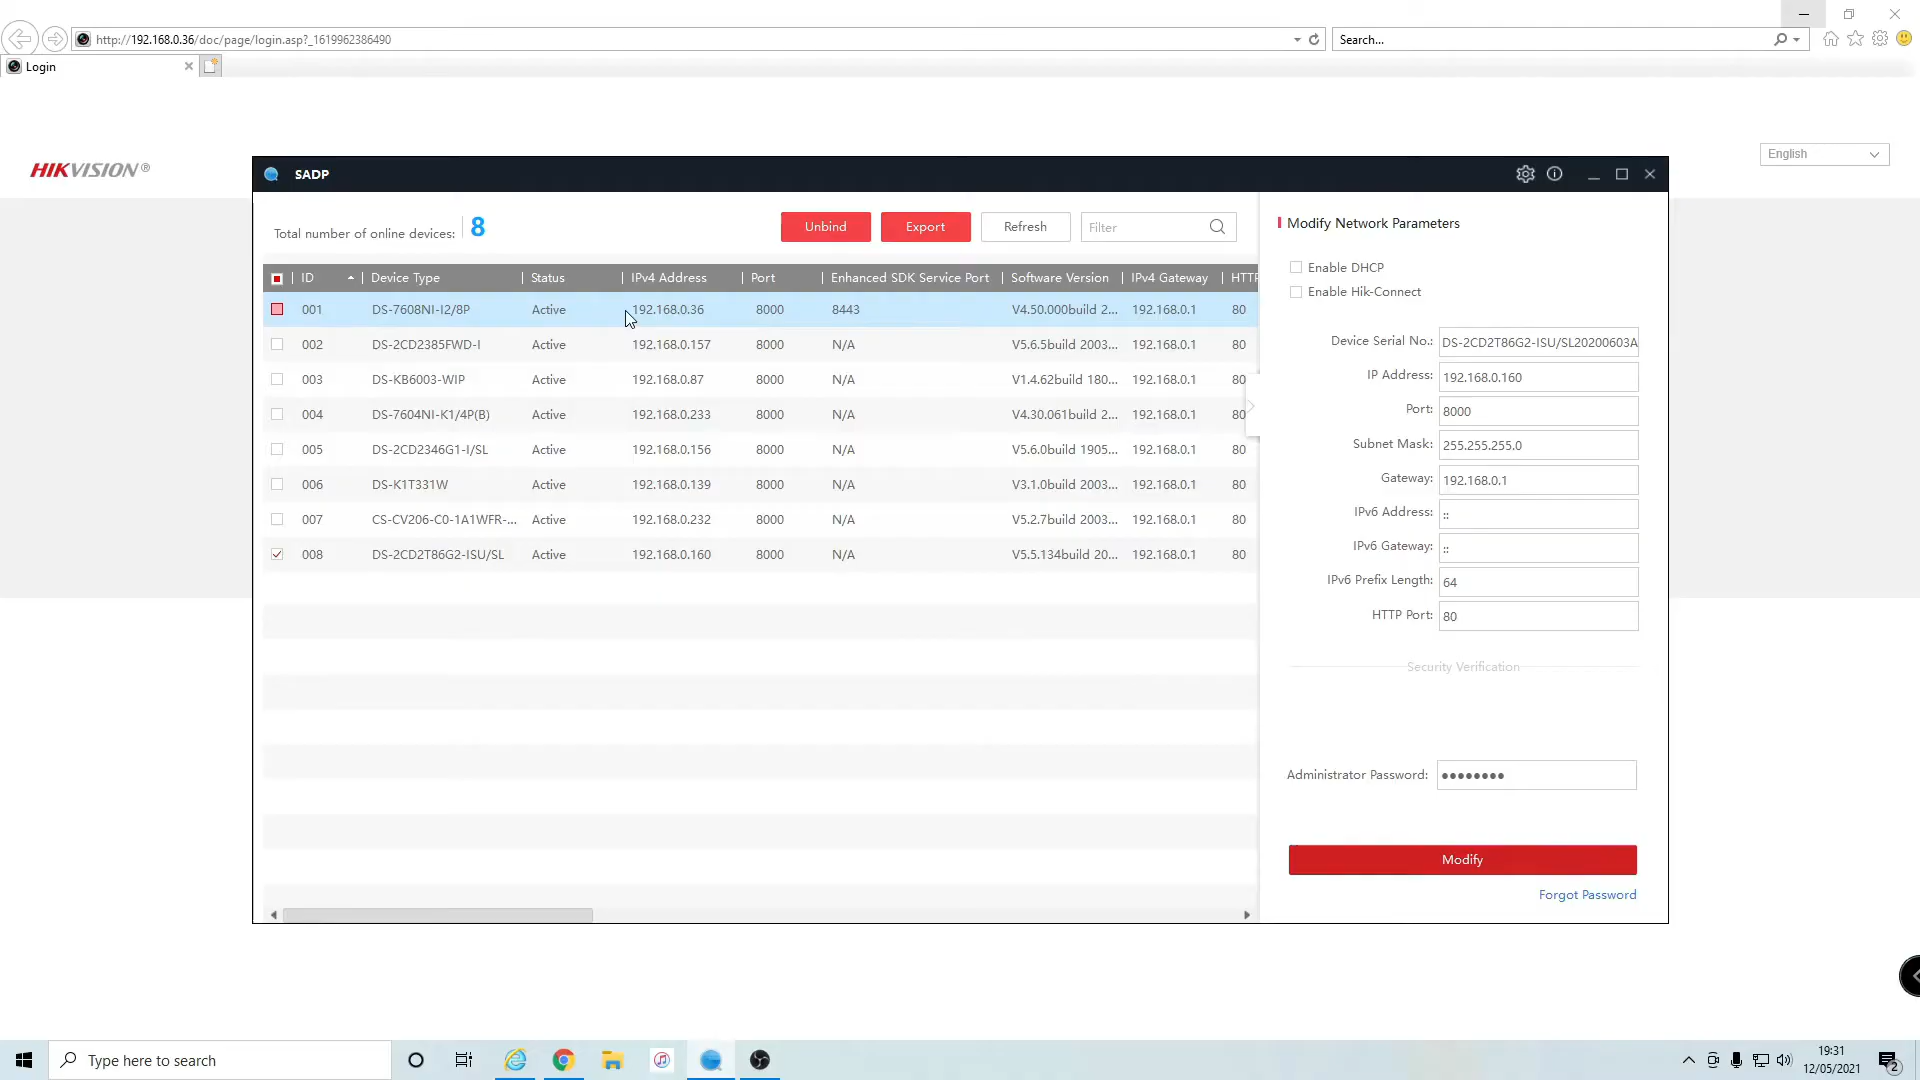 http://192.168.0.36/doc/page/login.asp?_1619962386490
Search...
Login
HIKVISION®
English
SADP
Total number of online devices: 8
Unbind
Export
Refresh
Filter
ID Device Type Status IPv4 Address Port Enhanced SDK Service Port Software Version IPv4 Gateway HTTP
001 DS-7608NI-I2/8P Active 192.168.0.36 8000 8443 V4.50.000build 2... 192.168.0.1 80
002 DS-2CD2385FWD-I Active 192.168.0.157 8000 N/A V5.6.5build 2003... 192.168.0.1 80
003 DS-KB6003-WIP Active 192.168.0.87 8000 N/A V1.4.62build 180... 192.168.0.1 80
004 DS-7604NI-K1/4P(B) Active 192.168.0.233 8000 N/A V4.30.061build 2... 192.168.0.1 80
005 DS-2CD2346G1-I/SL Active 192.168.0.156 8000 N/A V5.6.0build 1905... 192.168.0.1 80
006 DS-K1T331W Active 192.168.0.139 8000 N/A V3.1.0build 2003... 192.168.0.1 80
007 CS-CV206-C0-1A1WFR-... Active 192.168.0.232 8000 N/A V5.2.7build 2003... 192.168.0.1 80
008 DS-2CD2T86G2-ISU/SL Active 192.168.0.160 8000 N/A V5.5.134build 20... 192.168.0.1 80
Modify Network Parameters
Enable DHCP
Enable Hik-Connect
Device Serial No.: DS-2CD2T86G2-ISU/SL20200603A
IP Address: 192.168.0.160
Port: 8000
Subnet Mask: 255.255.255.0
Gateway: 192.168.0.1
IPv6 Address: ::
IPv6 Gateway: ::
IPv6 Prefix Length: 64
HTTP Port: 80
Security Verification
Administrator Password: ●●●●●●●●
Modify
Forgot Password
Type here to search
19:31
12/05/2021
2